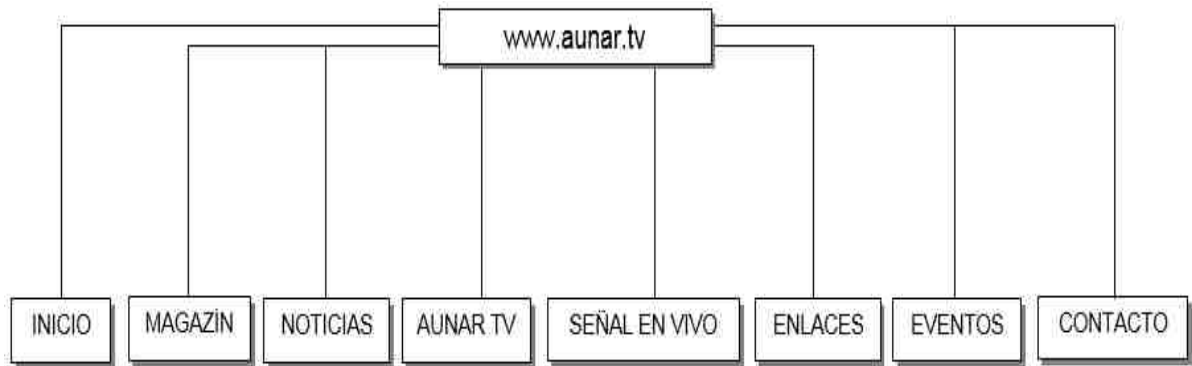 www.aunar.tv
INICIO
MAGAZÍN
NOTICIAS
AUNAR TV
SEÑAL EN VIVO
ENLACES
EVENTOS
CONTACTO